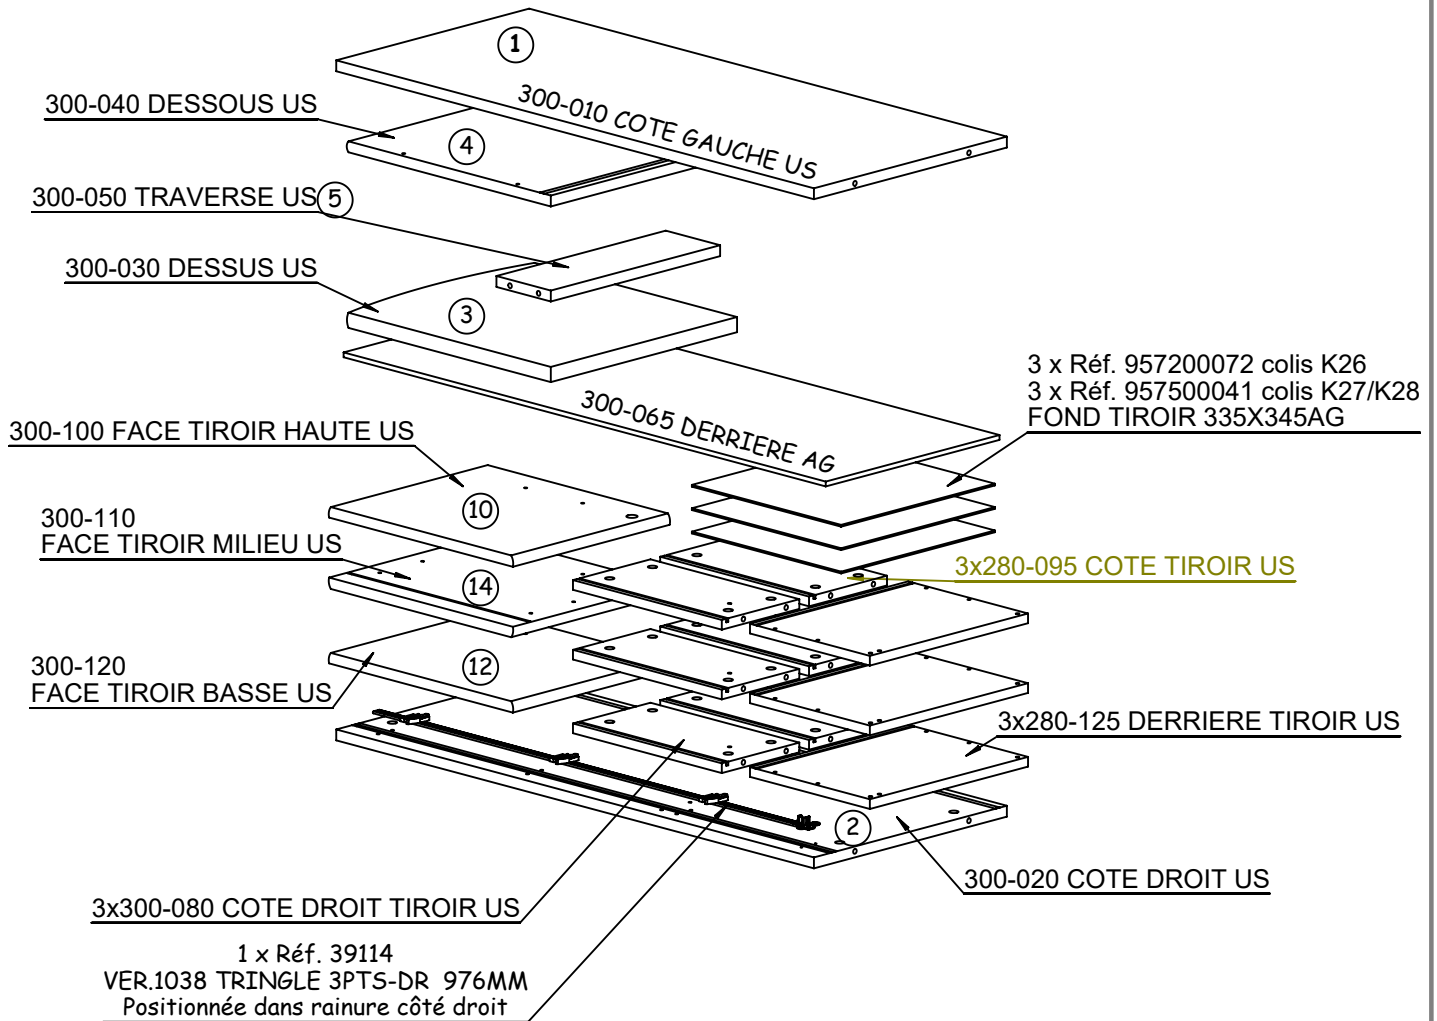 1
300-010 COTE GAUCHE US
300-040 DESSOUS US
4
300-050 TRAVERSE US
5
300-030 DESSUS US
3
3 x Réf. 957200072 colis K26
3 x Réf. 957500041 colis K27/K28
FOND TIROIR 335X345AG
300-065 DERRIERE AG
300-100 FACE TIROIR HAUTE US
10
300-110
FACE TIROIR MILIEU US
14
3x280-095 COTE TIROIR US
300-120
FACE TIROIR BASSE US
12
3x280-125 DERRIERE TIROIR US
2
300-020 COTE DROIT US
3x300-080 COTE DROIT TIROIR US
1 x Réf. 39114
VER.1038 TRINGLE 3PTS-DR 976MM
Positionnée dans rainure côté droit